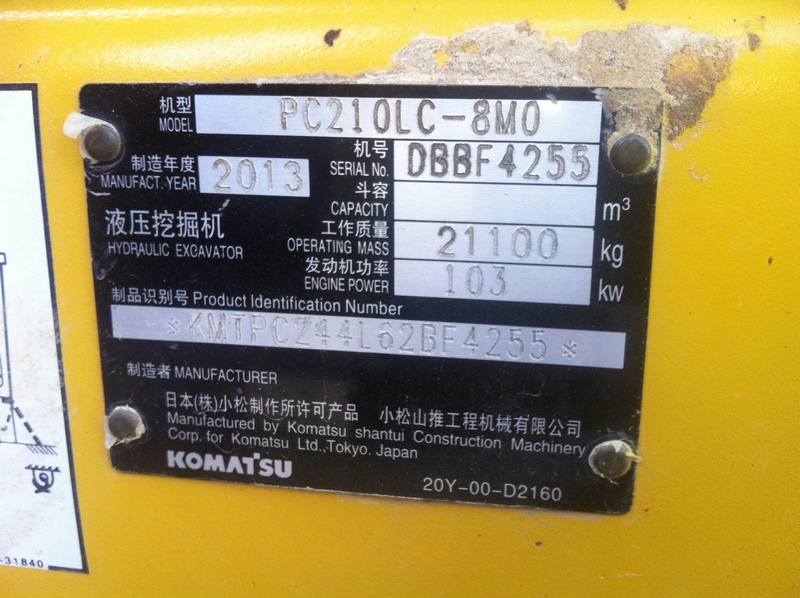 机型 MODEL PC210LC-8M0
制造年度 MANUFACT. YEAR 2013
机号 SERIAL No. DBBF4255
斗容 CAPACITY m³
液压挖掘机
HYDRAULIC EXCAVATOR
工作质量 OPERATING MASS 21100 kg
发动机功率 ENGINE POWER 103 kw
制品识别号 Product Identification Number
*KMTPC244L62BF4255*
制造者 MANUFACTURER
日本(株)小松制作所许可产品 小松山推工程机械有限公司
Manufactured by Komatsu shantui Construction Machinery
Corp. for Komatsu Ltd.,Tokyo. Japan
KOMATSU
20Y-00-D2160
-31840